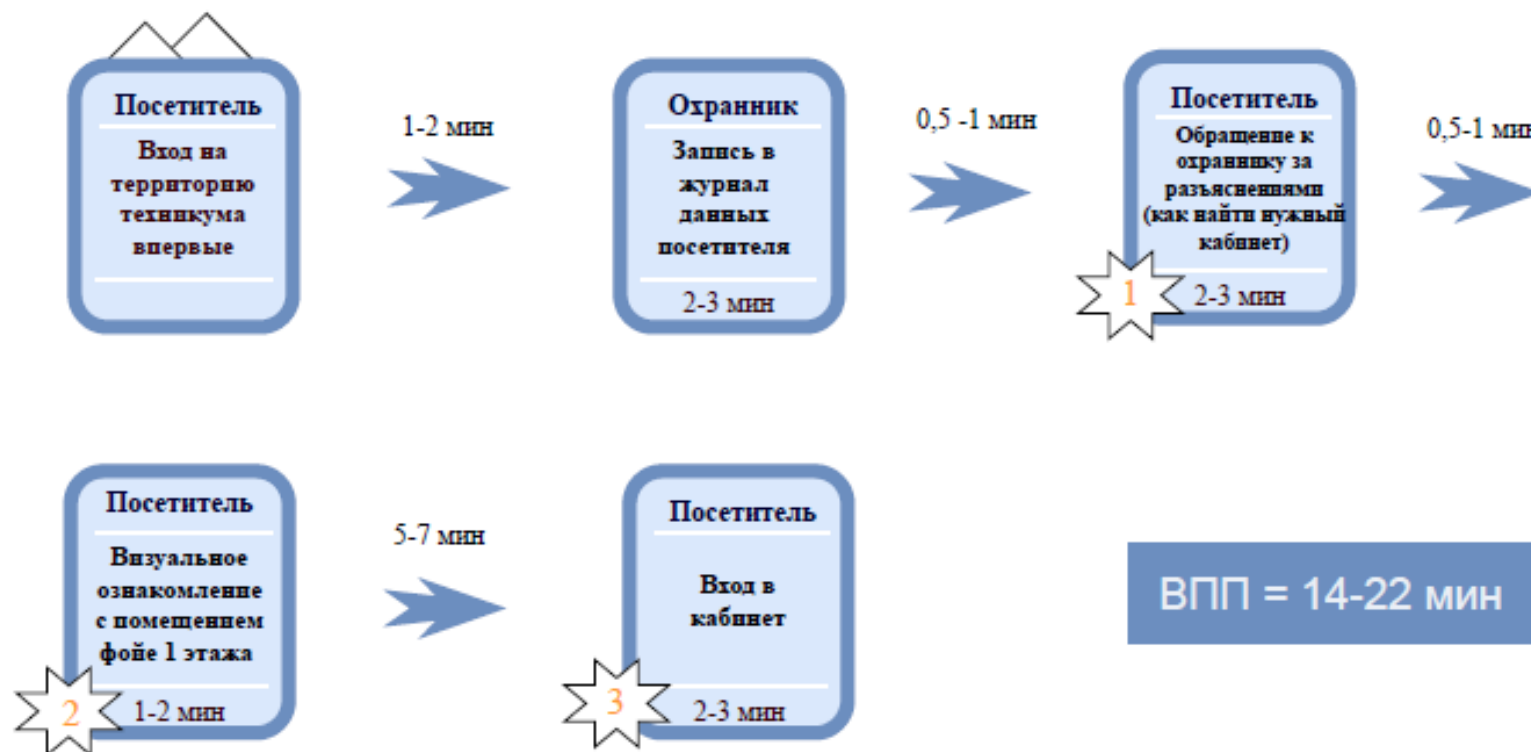 Посетитель
Вход на
территорию
техникума
впервые
1-2 мин
Охранник
Запись в
журнал
данных
посетителя
2-3 мин
0,5 -1 мин
Посетитель
Обращение к
охраннику за
разъяснениями
(как найти нужный
кабинет)
1
2-3 мин
0,5-1 мин
Посетитель
Визуальное
ознакомление
с помещением
фойе 1 этажа
2
1-2 мин
5-7 мин
Посетитель
Вход в
кабинет
3
2-3 мин
ВПП = 14-22 мин